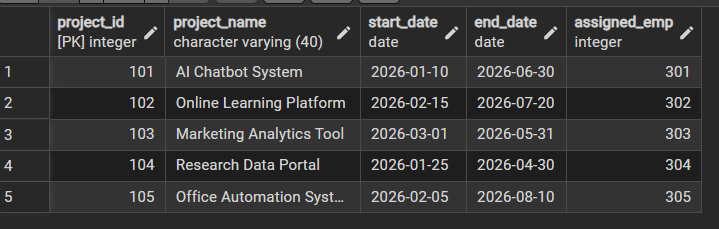 project_id project_name start_date end_date assigned_emp
[PK] integer character varying (40) date date integer
1 101 AI Chatbot System 2026-01-10 2026-06-30 301
2 102 Online Learning Platform 2026-02-15 2026-07-20 302
3 103 Marketing Analytics Tool 2026-03-01 2026-05-31 303
4 104 Research Data Portal 2026-01-25 2026-04-30 304
5 105 Office Automation Syst... 2026-02-05 2026-08-10 305